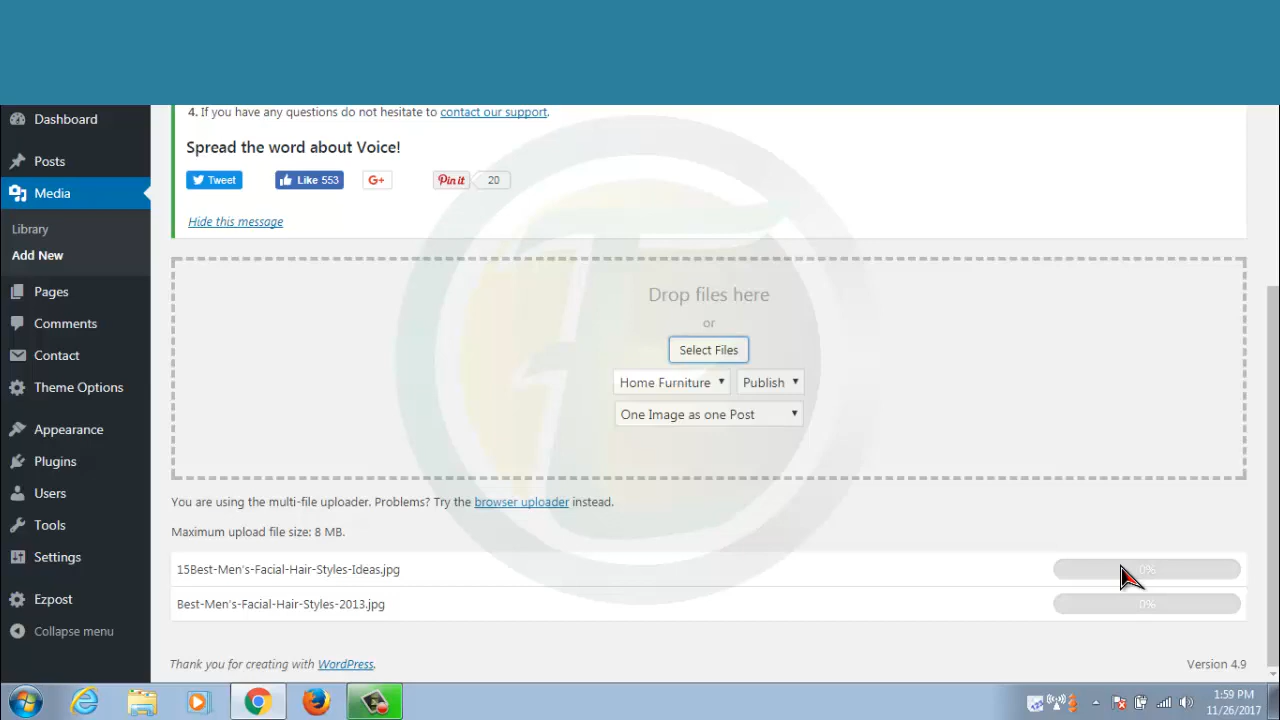 Dashboard
4. If you have any questions do not hesitate to contact our support.
Spread the word about Voice!
Posts
Tweet
Like 553
G+
Pin it
20
Media
Hide this message
Library
Add New
Drop files here
or
Select Files
Home Furniture
Publish
One Image as one Post
Pages
Comments
Contact
Theme Options
Appearance
Plugins
Users
Tools
Settings
Ezpost
Collapse menu
You are using the multi-file uploader. Problems? Try the browser uploader instead.
Maximum upload file size: 8 MB.
15Best-Men's-Facial-Hair-Styles-Ideas.jpg
0%
Best-Men's-Facial-Hair-Styles-2013.jpg
0%
Thank you for creating with WordPress.
Version 4.9
1:59 PM
11/26/2017